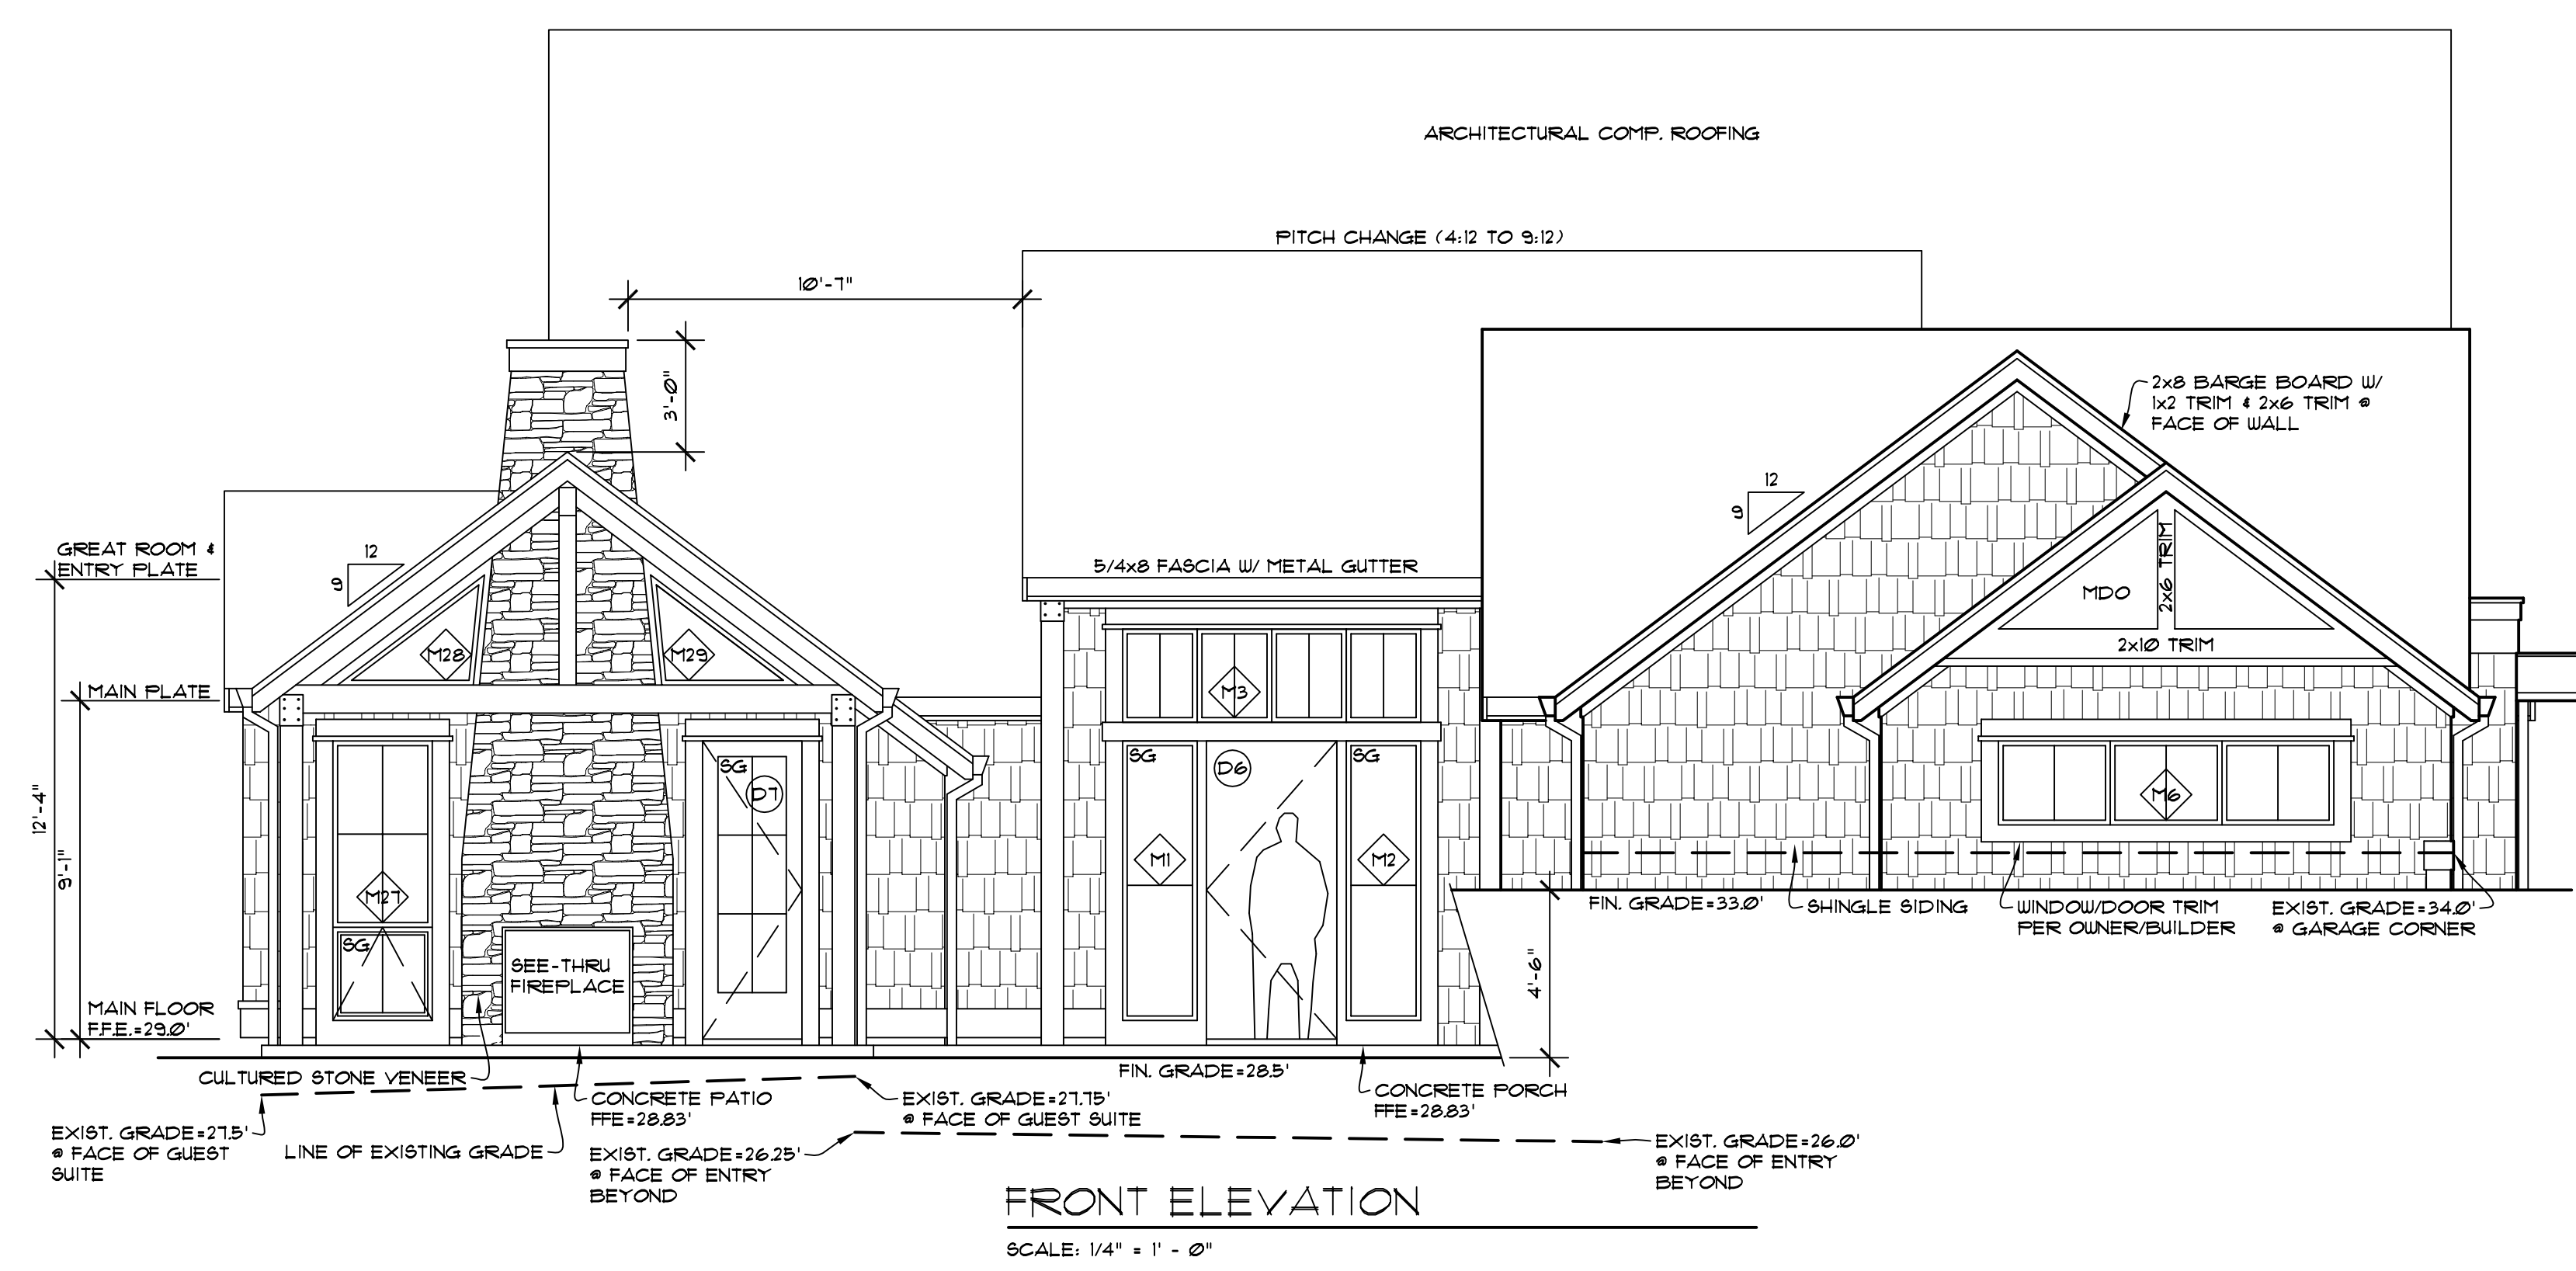 ARCHITECTURAL COMP. ROOFING
PITCH CHANGE (4:12 TO 9:12)
10'-7"
3'-0"
2x8 BARGE BOARD W/
1x2 TRIM & 2x6 TRIM @
FACE OF WALL
12
9
GREAT ROOM &
ENTRY PLATE
12
9
5/4x8 FASCIA W/ METAL GUTTER
MDO
2x6 TRIM
2x10 TRIM
M28
M29
M3
MAIN PLATE
SG
D7
SG
D6
SG
M6
12'-4"
9'-1"
M1
M2
M27
SG
SEE-THRU
FIREPLACE
FIN. GRADE=33.0'
SHINGLE SIDING
WINDOW/DOOR TRIM
PER OWNER/BUILDER
EXIST. GRADE=34.0'
@ GARAGE CORNER
4'-6"
MAIN FLOOR
F.F.E.=29.0'
CULTURED STONE VENEER
FIN. GRADE=28.5'
CONCRETE PATIO
FFE=28.83'
EXIST. GRADE=27.75'
@ FACE OF GUEST SUITE
CONCRETE PORCH
FFE=28.83'
EXIST. GRADE=27.5'
@ FACE OF GUEST
SUITE
LINE OF EXISTING GRADE
EXIST. GRADE=26.25'
@ FACE OF ENTRY
BEYOND
EXIST. GRADE=26.0'
@ FACE OF ENTRY
BEYOND
FRONT ELEVATION
SCALE: 1/4" = 1' - 0"